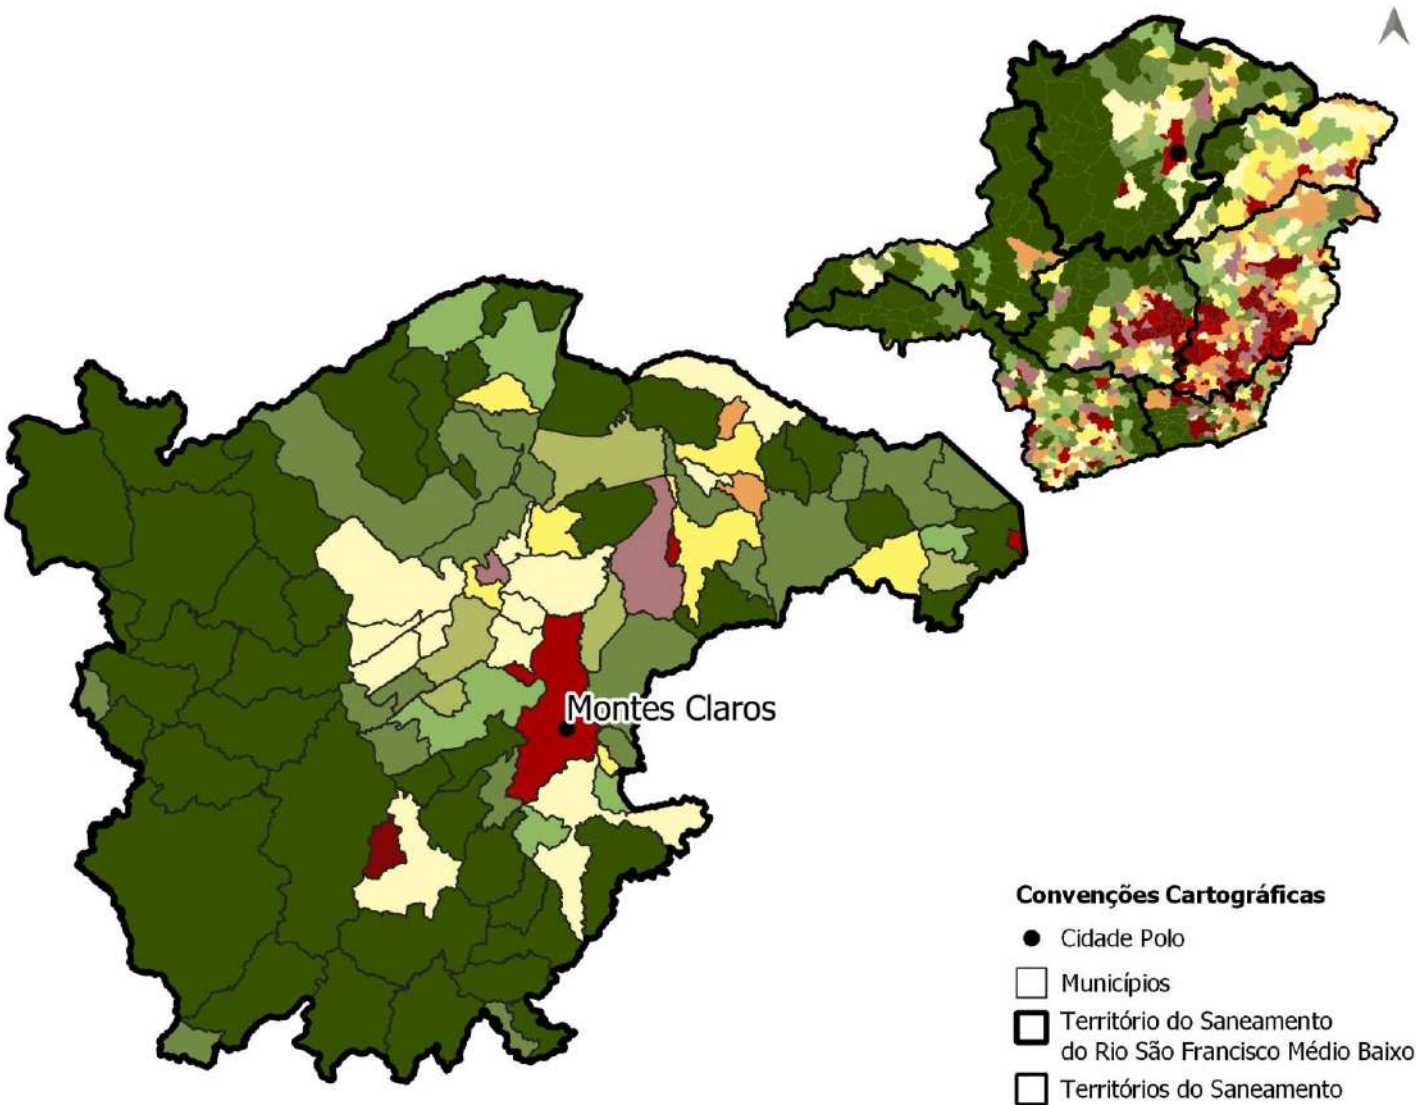 Montes Claros
Convenções Cartográficas
Cidade Polo
Municípios
Território do Saneamento
do Rio São Francisco Médio Baixo
Territórios do Saneamento